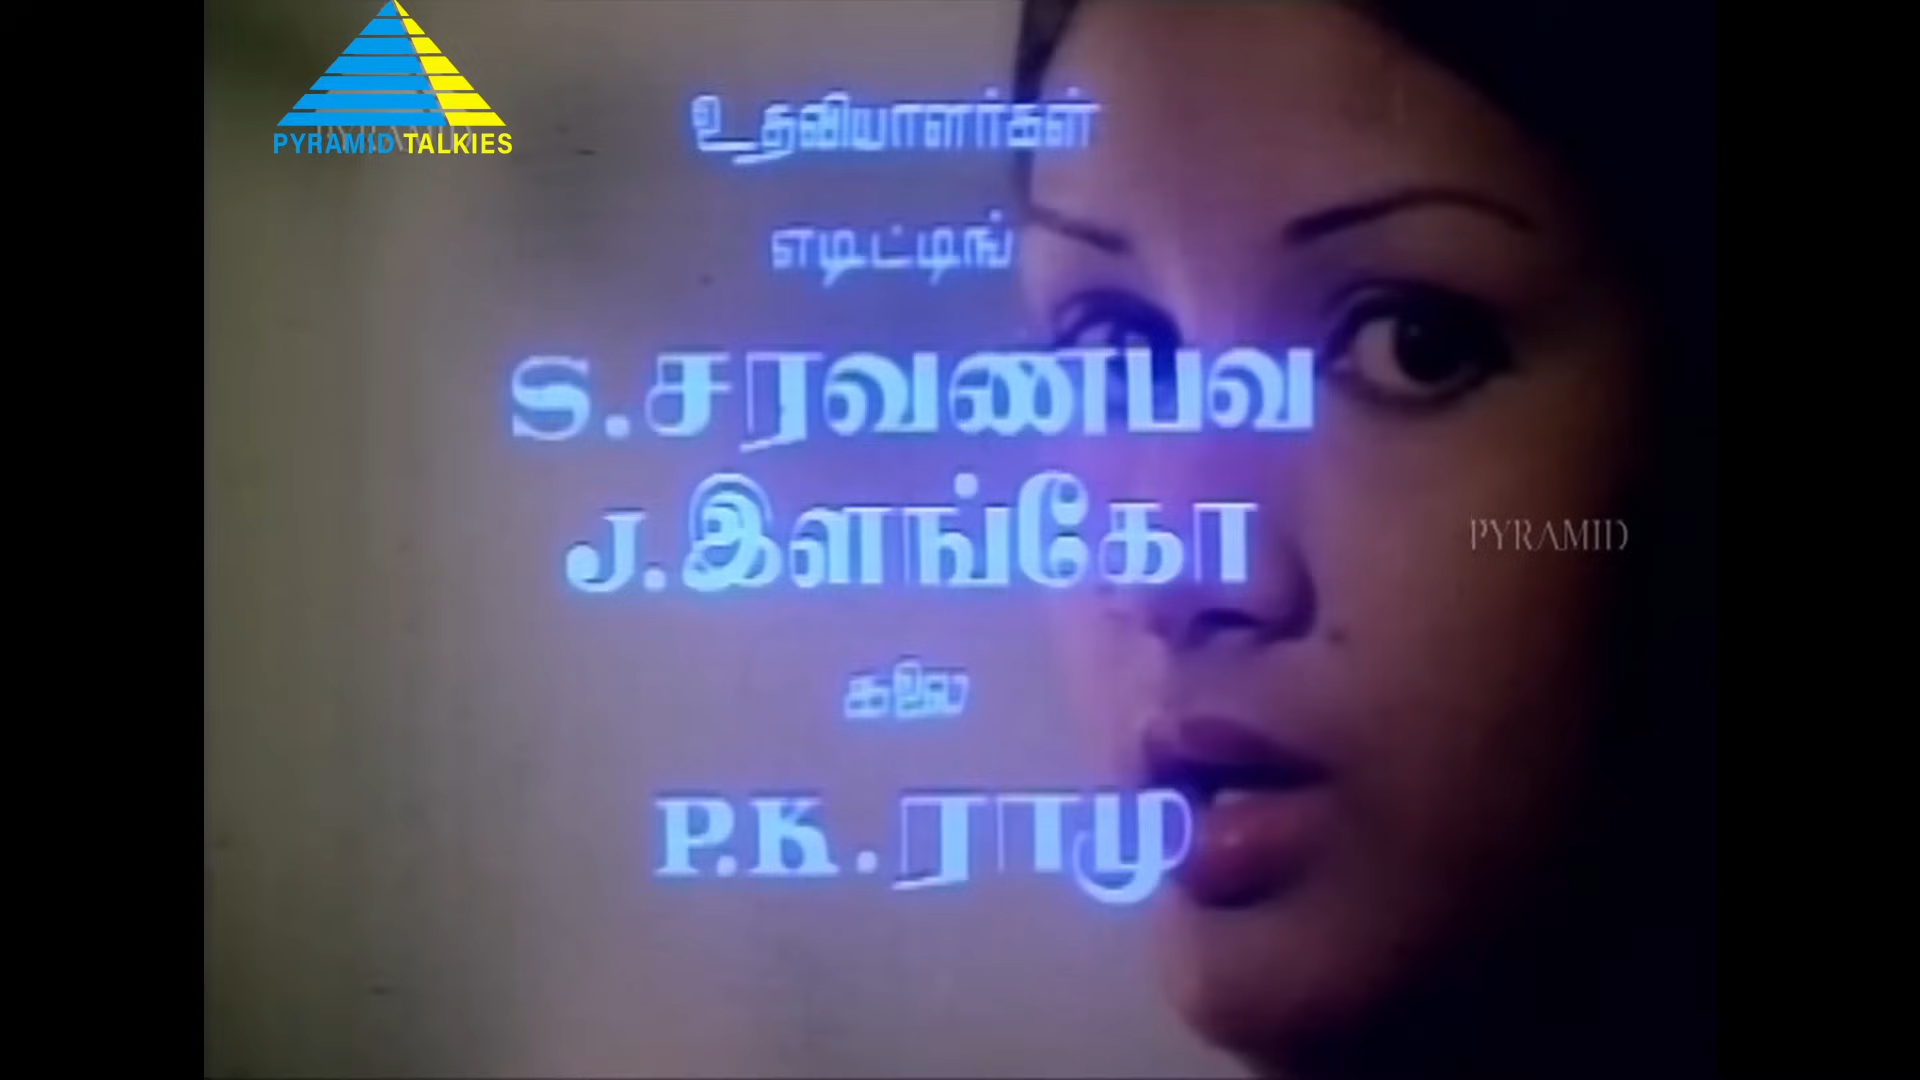 PYRAMID TALKIES
உதவியாளர்கள்
எடிட்டிங்
S.சரவணபவ
J.இளங்கோ
PYRAMID
கலை
P.K.ராமு